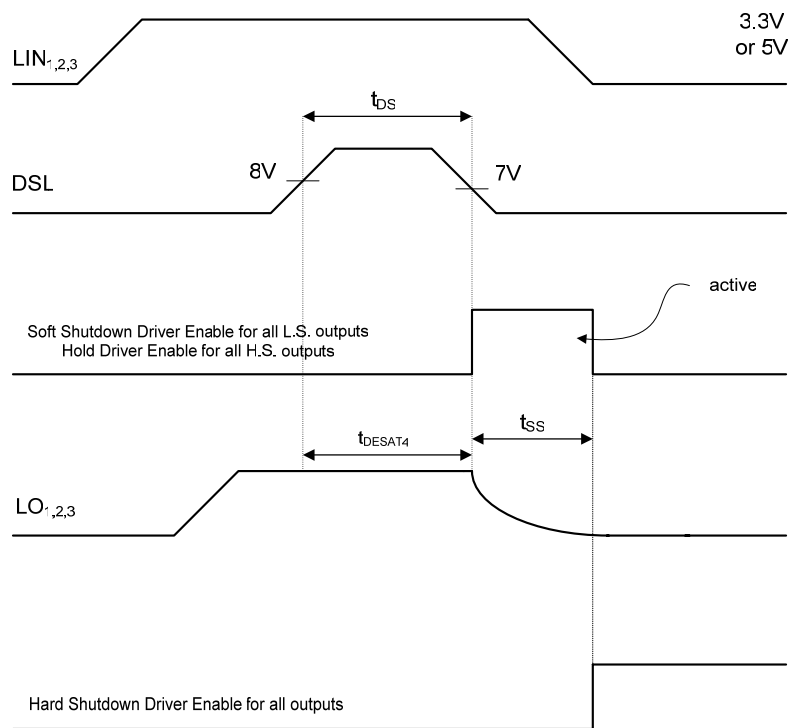 3.3V
or 5V
LIN1,2,3
tDS
8V
7V
DSL
active
Soft Shutdown Driver Enable for all L.S. outputs
Hold Driver Enable for all H.S. outputs
tSS
tDESAT4
LO1,2,3
Hard Shutdown Driver Enable for all outputs